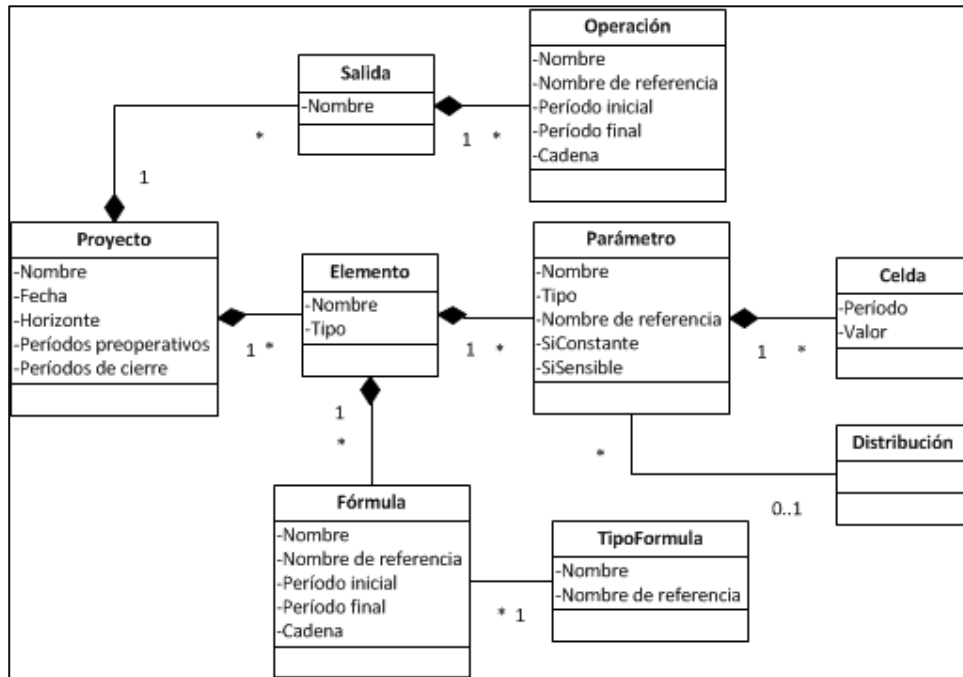 Operación
-Nombre
-Nombre de referencia
-Período inicial
-Período final
-Cadena
Salida
-Nombre
*
1 *
1
Proyecto
-Nombre
-Fecha
-Horizonte
-Períodos preoperativos
-Períodos de cierre
1 *
Elemento
-Nombre
-Tipo
1 *
Parámetro
-Nombre
-Tipo
-Nombre de referencia
-SiConstante
-SiSensible
1 *
Celda
-Período
-Valor
1
*
*
0..1
Distribución
Fórmula
-Nombre
-Nombre de referencia
-Período inicial
-Período final
-Cadena
* 1
TipoFormula
-Nombre
-Nombre de referencia